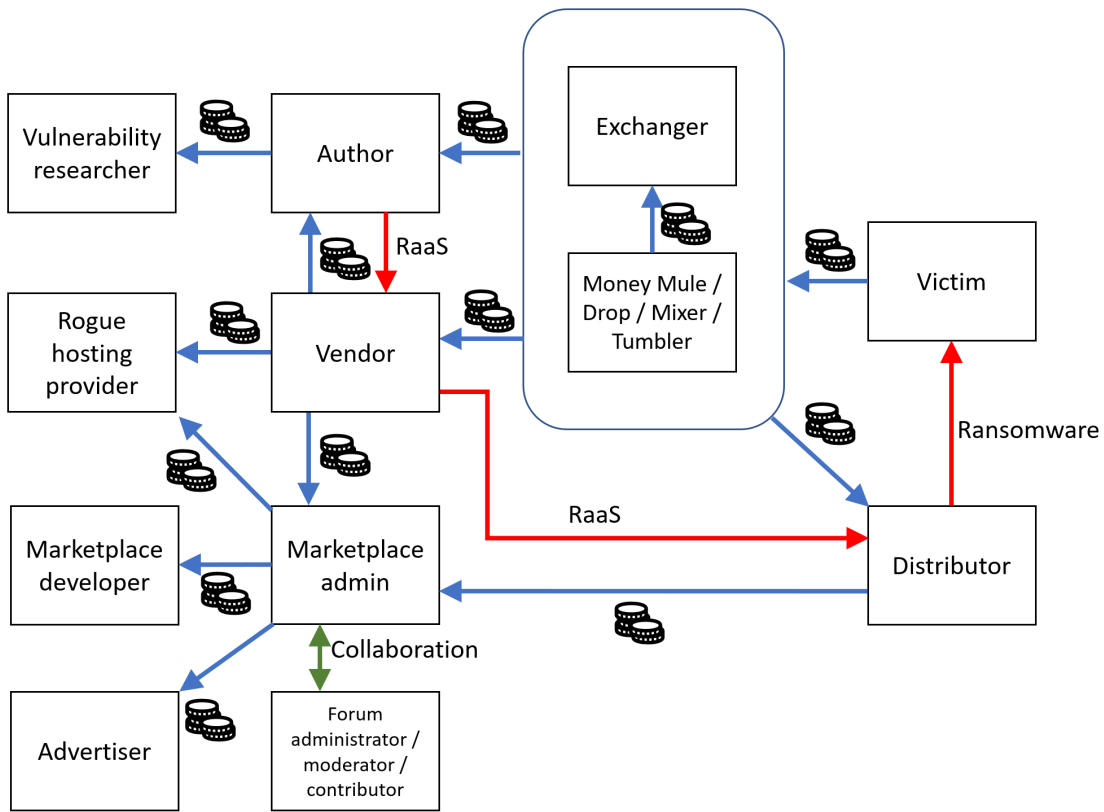 Exchanger
Vulnerability
researcher
Author
RaaS
Money Mule /
Drop / Mixer /
Tumbler
Victim
Rogue
hosting
provider
Vendor
Ransomware
RaaS
Marketplace
developer
Marketplace
admin
Distributor
Collaboration
Advertiser
Forum
administrator /
moderator /
contributor